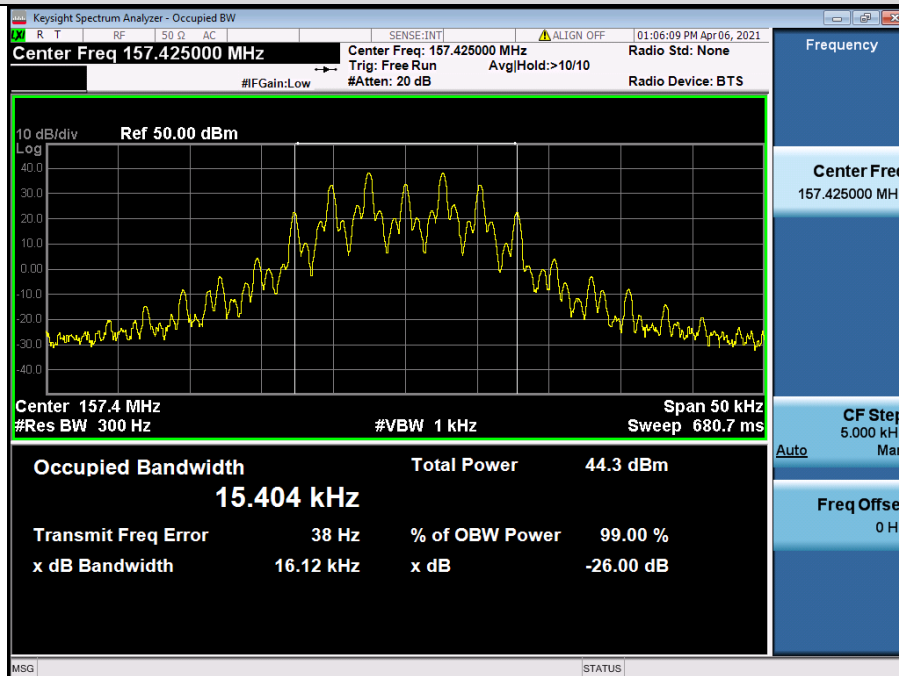 Keysight Spectrum Analyzer - Occupied BW
LXI R T RF 50 Ω AC SENSE:INT ALIGN OFF 01:06:09 PM Apr 06, 2021
Center Freq 157.425000 MHz
Center Freq: 157.425000 MHz Radio Std: None
Trig: Free Run Avg|Hold:>10/10
#IFGain:Low #Atten: 20 dB Radio Device: BTS
10 dB/div Ref 50.00 dBm
Log
40.0
30.0
20.0
10.0
0.00
-10.0
-20.0
-30.0
-40.0
Center 157.4 MHz Span 50 kHz
#Res BW 300 Hz #VBW 1 kHz Sweep 680.7 ms
Occupied Bandwidth Total Power 44.3 dBm
15.404 kHz
Transmit Freq Error 38 Hz % of OBW Power 99.00 %
x dB Bandwidth 16.12 kHz x dB -26.00 dB
MSG STATUS
Frequency
Center Fre
157.425000 MH
CF Step
5.000 kH
Auto Ma
Freq Offse
0 H